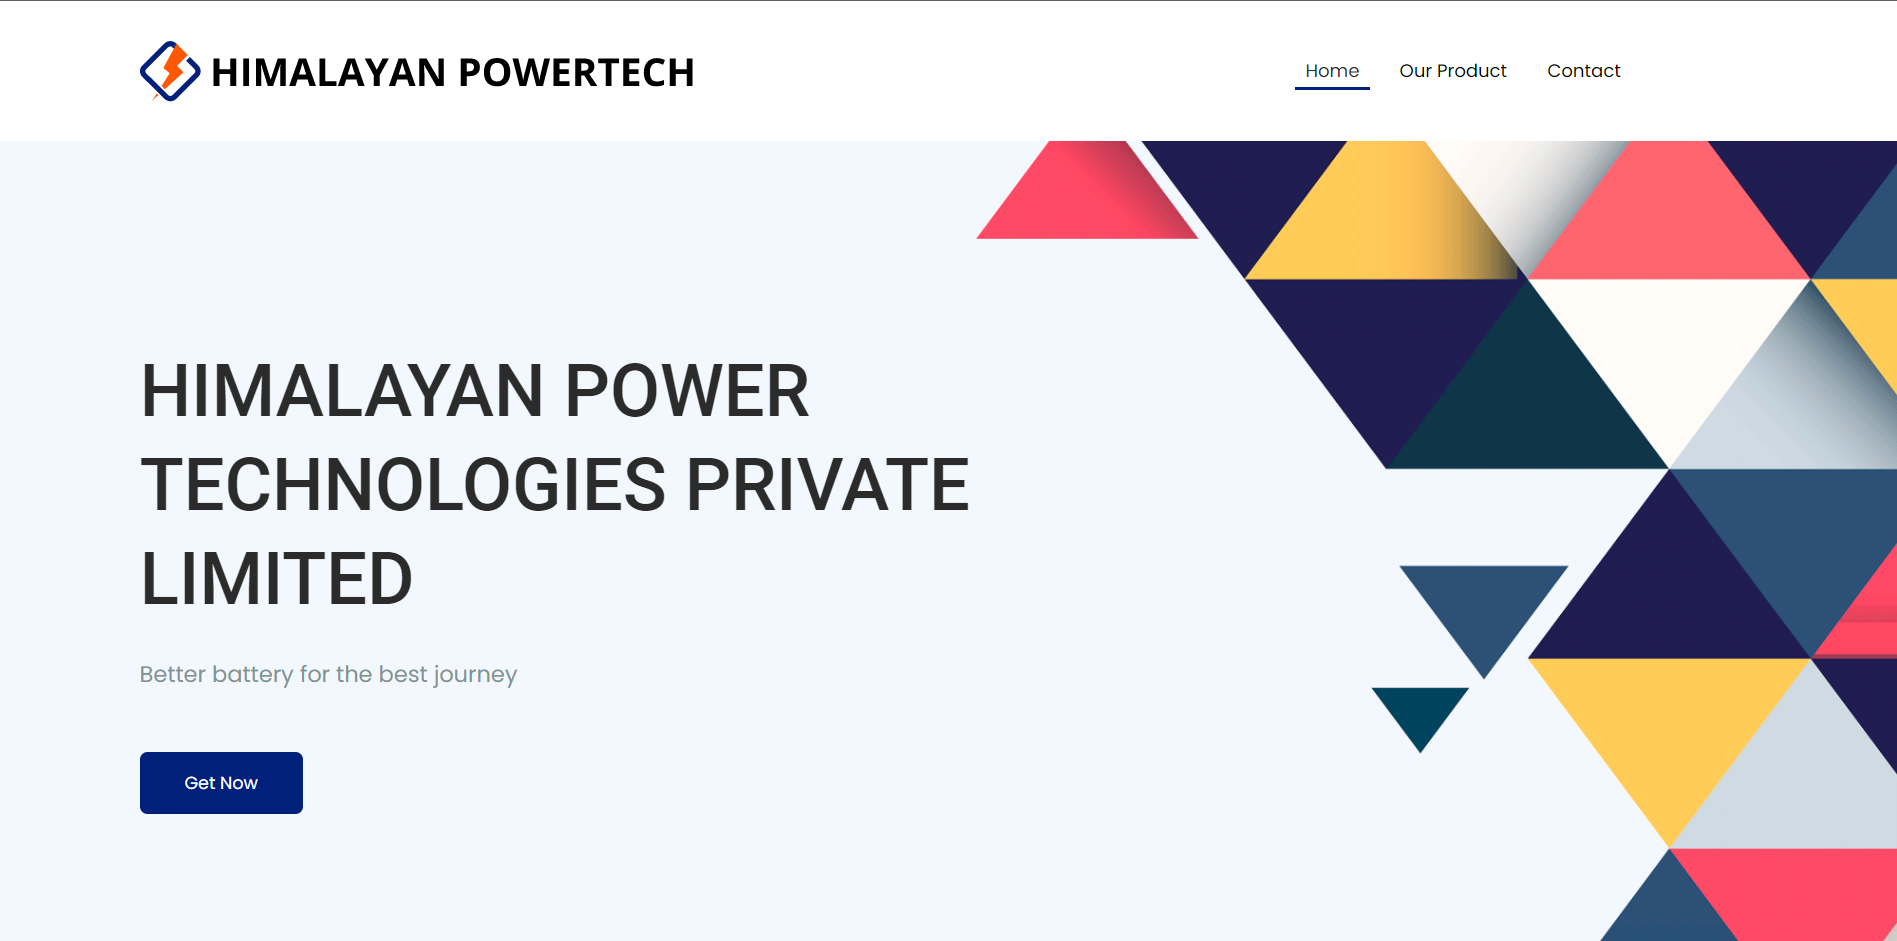 HIMALAYAN POWERTECH
Home
Our Product
Contact
HIMALAYAN POWER
TECHNOLOGIES PRIVATE
LIMITED
Better battery for the best journey
Get Now